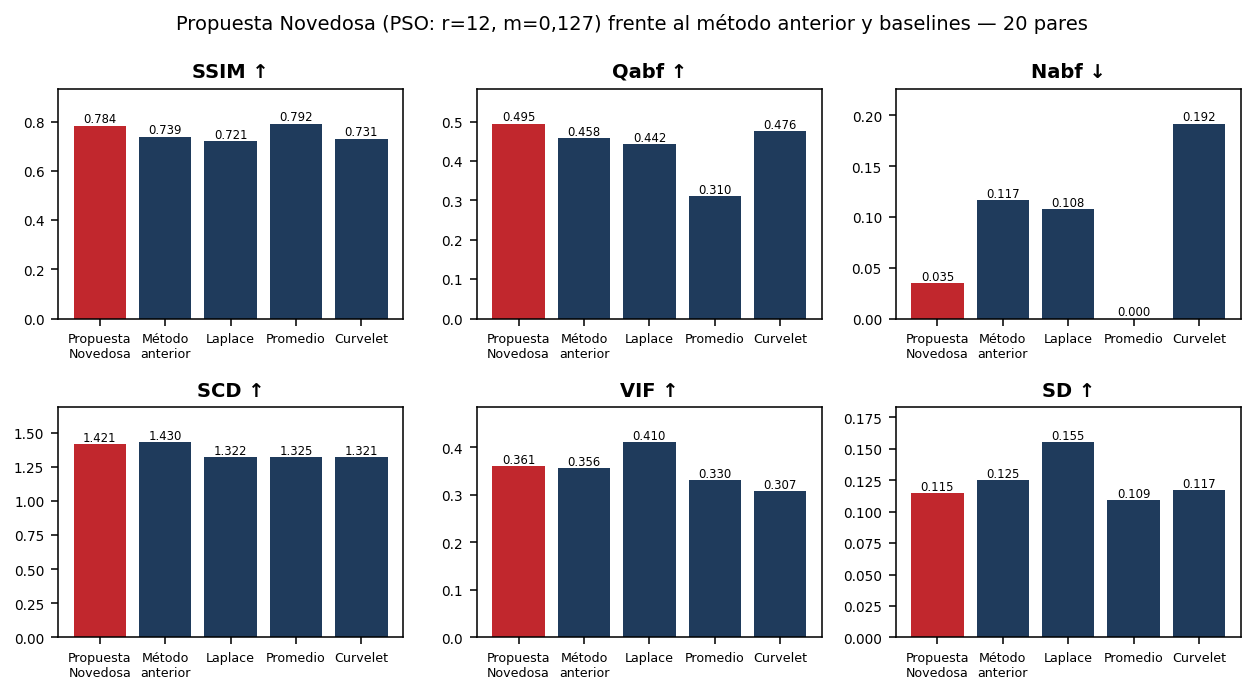 Propuesta Novedosa (PSO: r=12, m=0,127) frente al método anterior y baselines — 20 pares
SSIM ↑
0.8
0.6
0.4
0.2
0.0
0.784
0.739
0.721
0.792
0.731
Propuesta Novedosa
Método anterior
Laplace
Promedio
Curvelet
Qabf ↑
0.5
0.4
0.3
0.2
0.1
0.0
0.495
0.458
0.442
0.310
0.476
Propuesta Novedosa
Método anterior
Laplace
Promedio
Curvelet
Nabf ↓
0.20
0.15
0.10
0.05
0.00
0.035
0.117
0.108
0.000
0.192
Propuesta Novedosa
Método anterior
Laplace
Promedio
Curvelet
SCD ↑
1.50
1.25
1.00
0.75
0.50
0.25
0.00
1.421
1.430
1.322
1.325
1.321
Propuesta Novedosa
Método anterior
Laplace
Promedio
Curvelet
VIF ↑
0.4
0.3
0.2
0.1
0.0
0.361
0.356
0.410
0.330
0.307
Propuesta Novedosa
Método anterior
Laplace
Promedio
Curvelet
SD ↑
0.175
0.150
0.125
0.100
0.075
0.050
0.025
0.000
0.115
0.125
0.155
0.109
0.117
Propuesta Novedosa
Método anterior
Laplace
Promedio
Curvelet